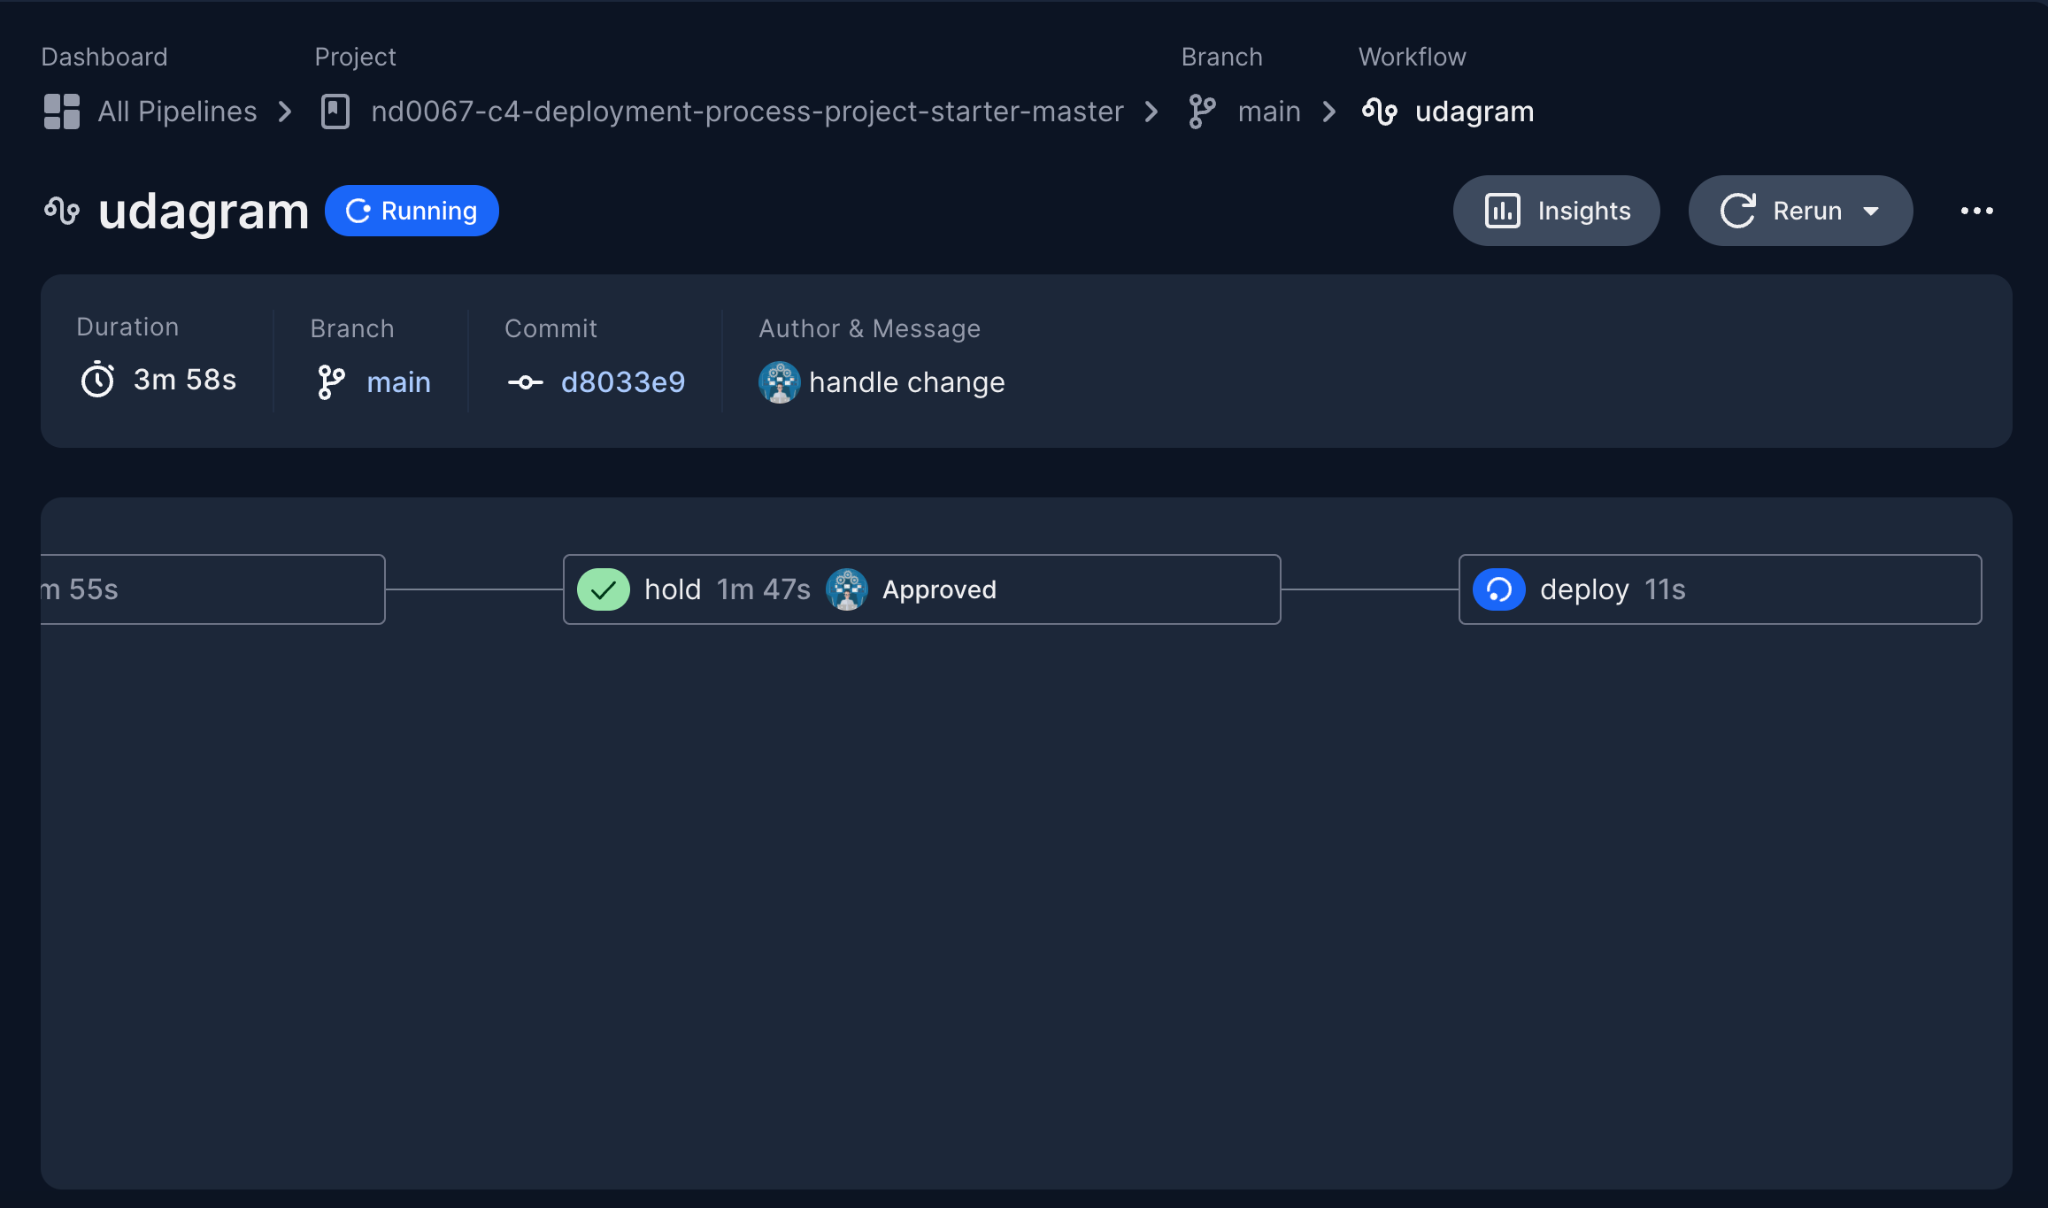 Dashboard Project Branch Workflow
All Pipelines nd0067-c4-deployment-process-project-starter-master main udagram
udagram Running Insights Rerun
Duration Branch Commit Author & Message
3m 58s main d8033e9 handle change
m 55s hold 1m 47s Approved deploy 11s